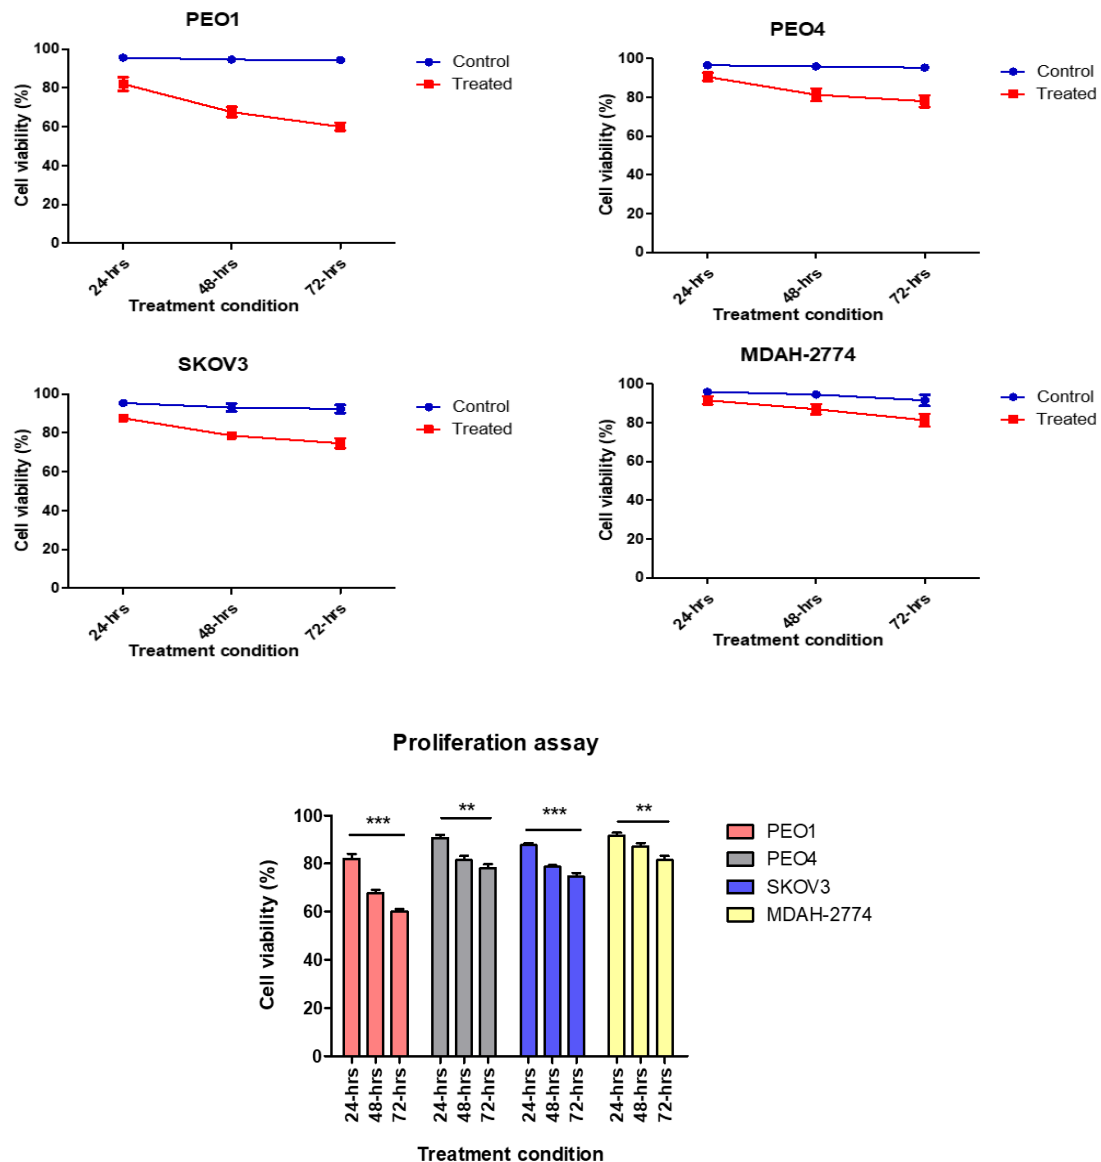 PEO1
Cell viability (%)
100
80
60
40
20
0
24-hrs
48-hrs
72-hrs
Treatment condition
Control
Treated
PEO4
Cell viability (%)
100
80
60
40
20
0
24-hrs
48-hrs
72-hrs
Treatment condition
Control
Treated
SKOV3
Cell viability (%)
100
80
60
40
20
0
24-hrs
48-hrs
72-hrs
Treatment condition
Control
Treated
MDAH-2774
Cell viability (%)
100
80
60
40
20
0
24-hrs
48-hrs
72-hrs
Treatment condition
Control
Treated
Proliferation assay
Cell viability (%)
100
80
60
40
20
0
***
**
***
**
24-hrs
48-hrs
72-hrs
24-hrs
48-hrs
72-hrs
24-hrs
48-hrs
72-hrs
24-hrs
48-hrs
72-hrs
Treatment condition
PEO1
PEO4
SKOV3
MDAH-2774